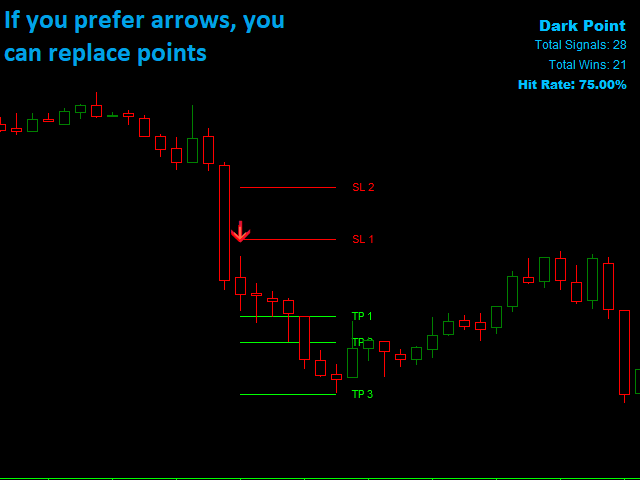 If you prefer arrows, you
can replace points
Dark Point
Total Signals: 28
Total Wins: 21
Hit Rate: 75.00%
SL 2
SL 1
TP 1
TP 2
TP 3